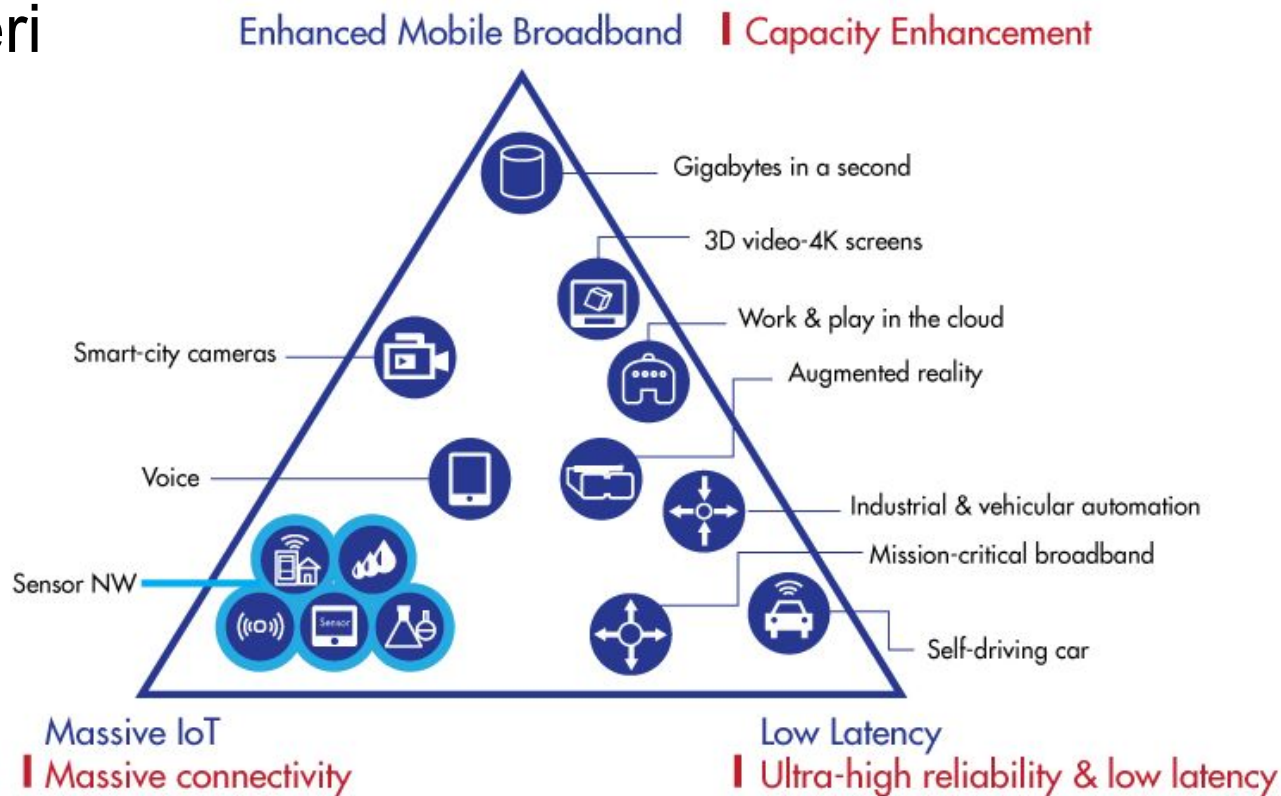 eri
Enhanced Mobile Broadband
Capacity Enhancement
Gigabytes in a second
3D video-4K screens
Work & play in the cloud
Smart-city cameras
Augmented reality
Voice
Industrial & vehicular automation
Mission-critical broadband
Sensor NW
Sensor
Self-driving car
Massive IoT
Massive connectivity
Low Latency
Ultra-high reliability & low latency